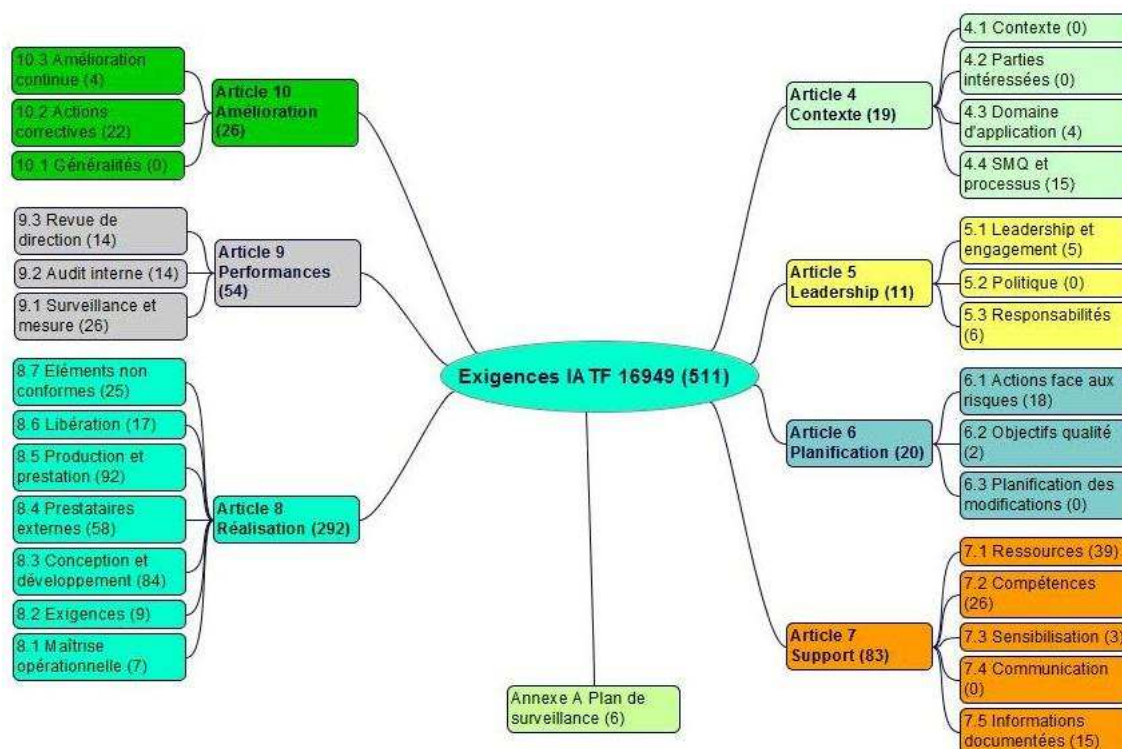 Exigences IATF 16949 (511)
Article 4
Contexte (19)
4.1 Contexte (0)
4.2 Parties
intéressées (0)
4.3 Domaine
d'application (4)
4.4 SMQ et
processus (15)
Article 5
Leadership (11)
5.1 Leadership et
engagement (5)
5.2 Politique (0)
5.3 Responsabilités
(6)
Article 6
Planification (20)
6.1 Actions face aux
risques (18)
6.2 Objectifs qualité
(2)
6.3 Planification des
modifications (0)
Article 7
Support (83)
7.1 Ressources (39)
7.2 Compétences
(26)
7.3 Sensibilisation (3)
7.4 Communication
(0)
7.5 Informations
documentées (15)
Annexe A Plan de
surveillance (6)
Article 8
Réalisation (292)
8.7 Eléments non
conformes (25)
8.6 Libération (17)
8.5 Production et
prestation (92)
8.4 Prestataires
externes (58)
8.3 Conception et
développement (84)
8.2 Exigences (9)
8.1 Maîtrise
opérationnelle (7)
Article 9
Performances
(54)
9.3 Revue de
direction (14)
9.2 Audit interne (14)
9.1 Surveillance et
mesure (26)
Article 10
Amélioration
(26)
10.3 Amélioration
continue (4)
10.2 Actions
correctives (22)
10.1 Généralités (0)